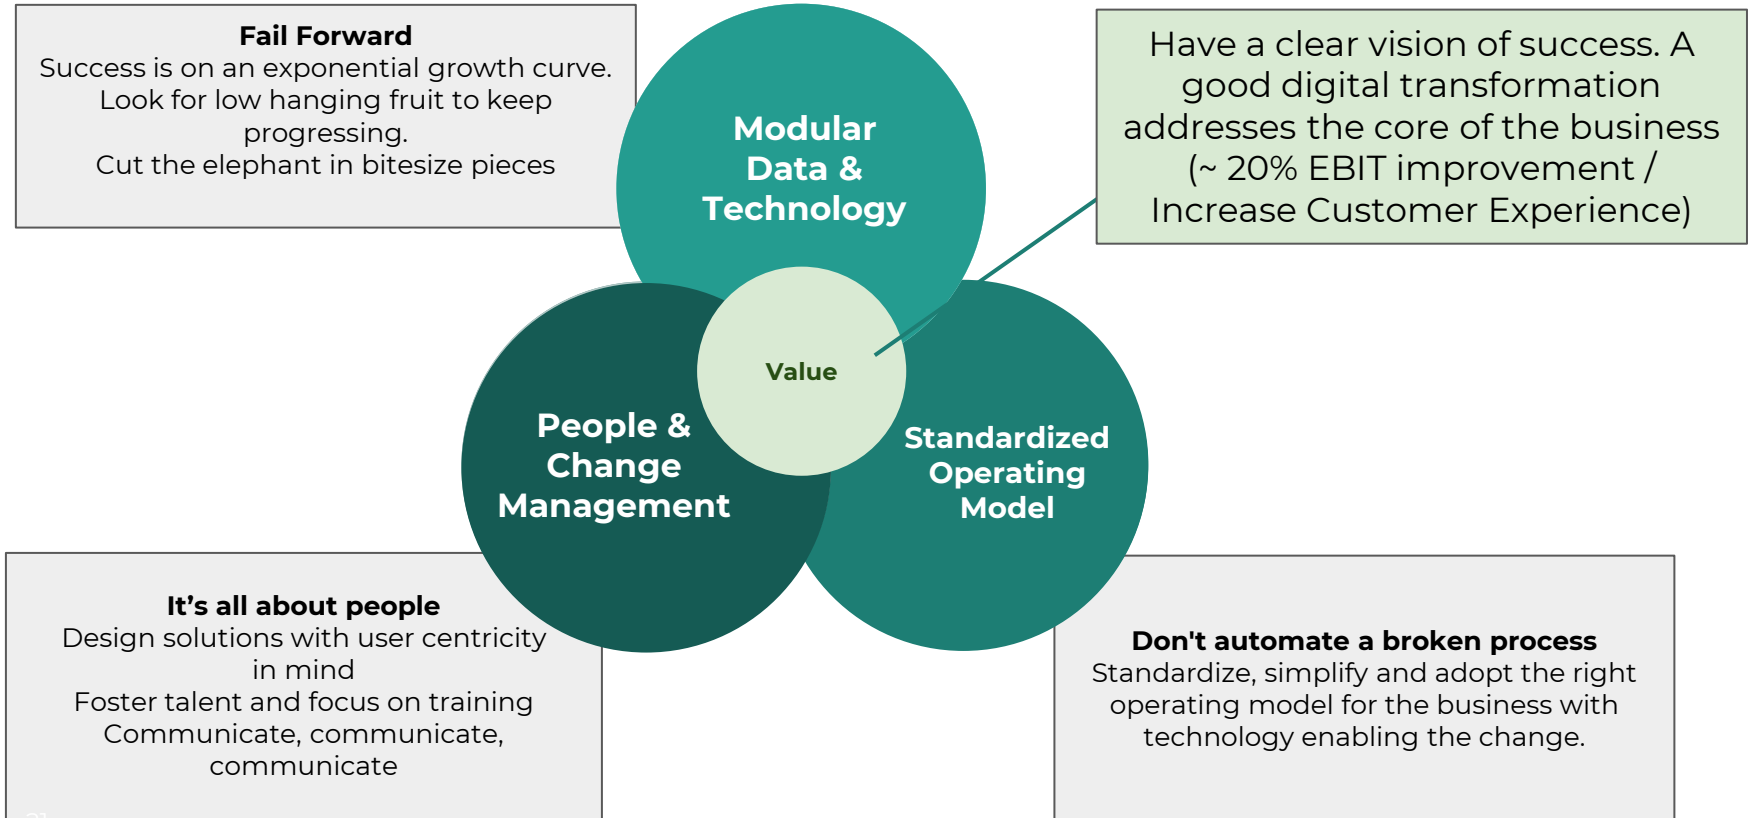 Fail Forward
Success is on an exponential growth curve.
Look for low hanging fruit to keep
progressing.
Cut the elephant in bitesize pieces
Modular
Data &
Technology
Have a clear vision of success. A
good digital transformation
addresses the core of the business
(~ 20% EBIT improvement /
Increase Customer Experience)
Value
People &
Change
Management
Standardized
Operating
Model
It’s all about people
Design solutions with user centricity
in mind
Foster talent and focus on training
Communicate, communicate,
communicate
Don't automate a broken process
Standardize, simplify and adopt the right
operating model for the business with
technology enabling the change.